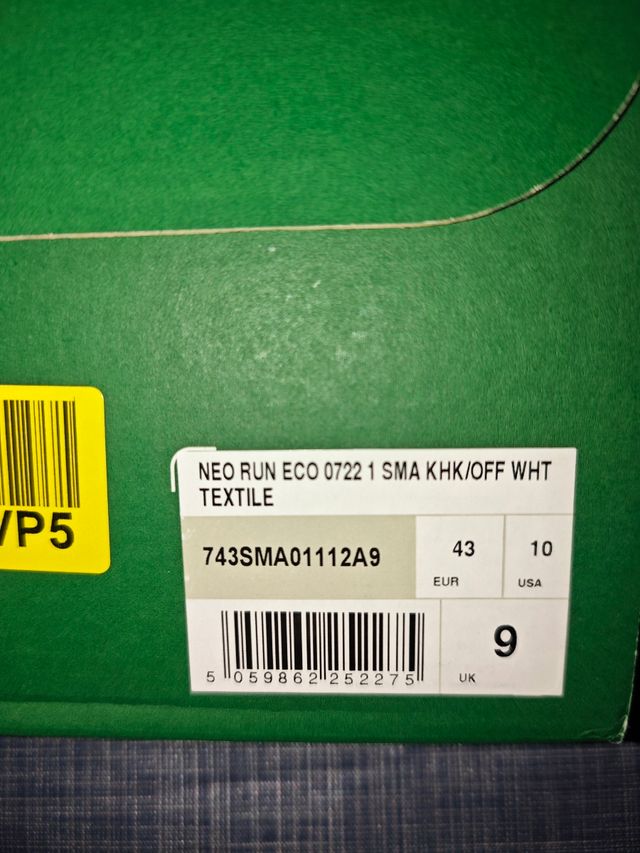 VP5
NEO RUN ECO 0722 1 SMA KHK/OFF WHT
TEXTILE
743SMA01112A9
43
EUR
10
USA
5 059862 252275
9
UK